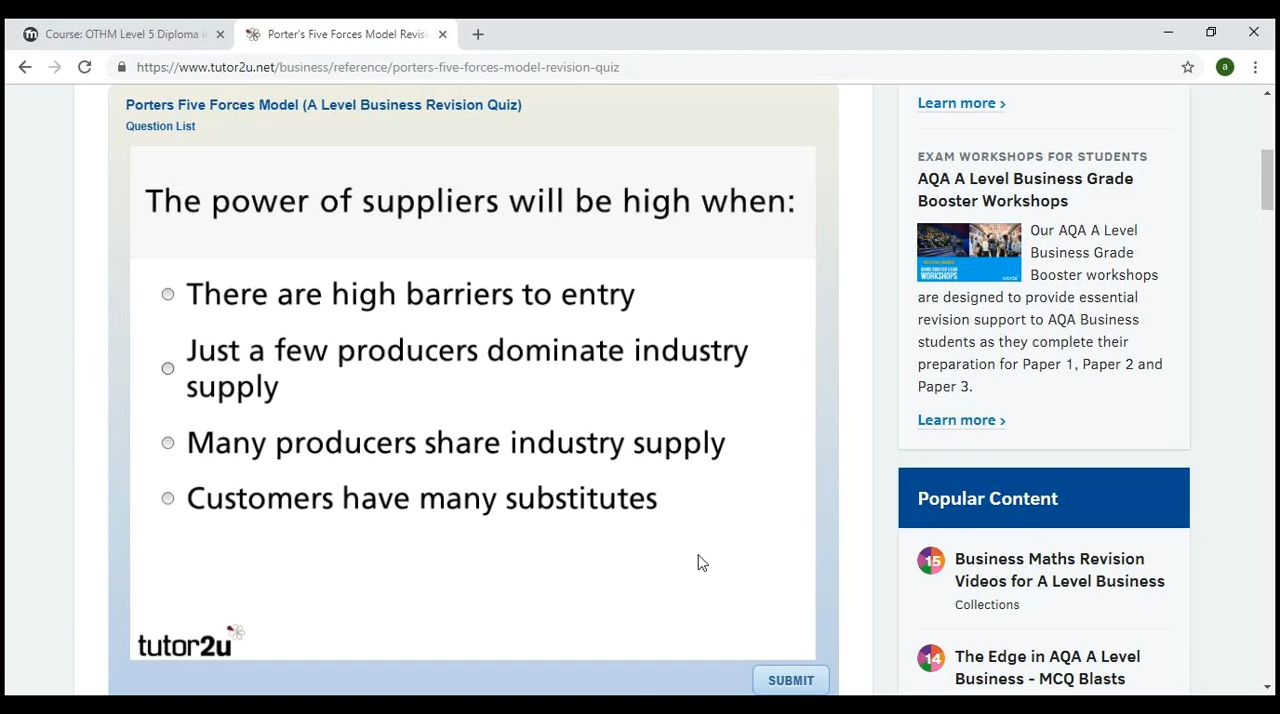 Course: OTHM Level 5 Diploma i
Porter's Five Forces Model Revis
https://www.tutor2u.net/business/reference/porters-five-forces-model-revision-quiz
a
Porters Five Forces Model (A Level Business Revision Quiz)
Question List
The power of suppliers will be high when:
There are high barriers to entry
Just a few producers dominate industry
supply
Many producers share industry supply
Customers have many substitutes
tutor2u
SUBMIT
Learn more ›
EXAM WORKSHOPS FOR STUDENTS
AQA A Level Business Grade
Booster Workshops
Our AQA A Level
Business Grade
Booster workshops
are designed to provide essential
revision support to AQA Business
students as they complete their
preparation for Paper 1, Paper 2 and
Paper 3.
WORKSHOPS
Learn more ›
Popular Content
15
Business Maths Revision
Videos for A Level Business
Collections
14
The Edge in AQA A Level
Business - MCQ Blasts